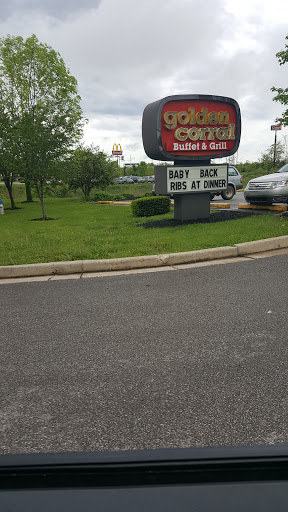 golden
corral
Buffet & Grill
BABY BACK
RIBS AT DINNER